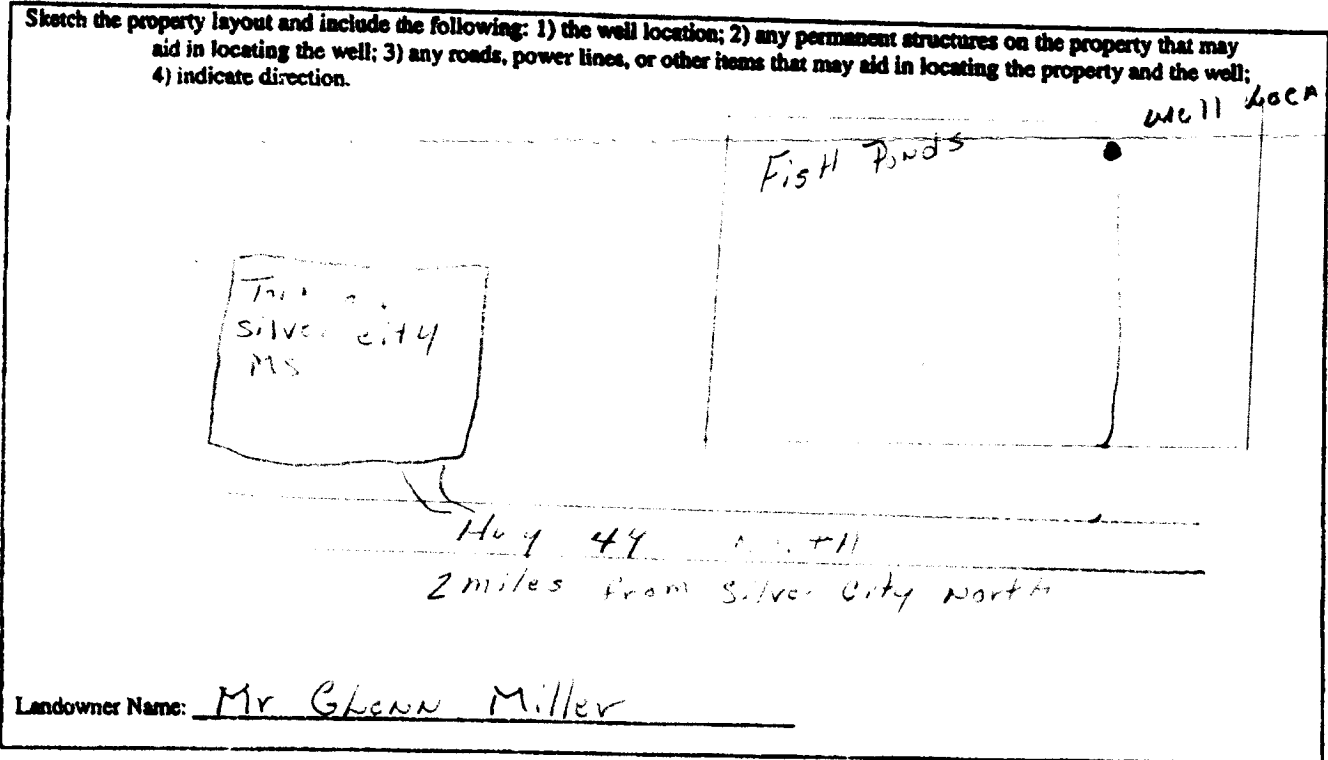 Sketch the property layout and include the following: 1) the well location; 2) any permanent structures on the property that may
aid in locating the well; 3) any roads, power lines, or other items that may aid in locating the property and the well;
4) indicate direction.
well LOCA
Fish Ponds
Silver city
MS
Hwy 49
2 miles from Silver City North
Landowner Name: Mr GLENN Miller